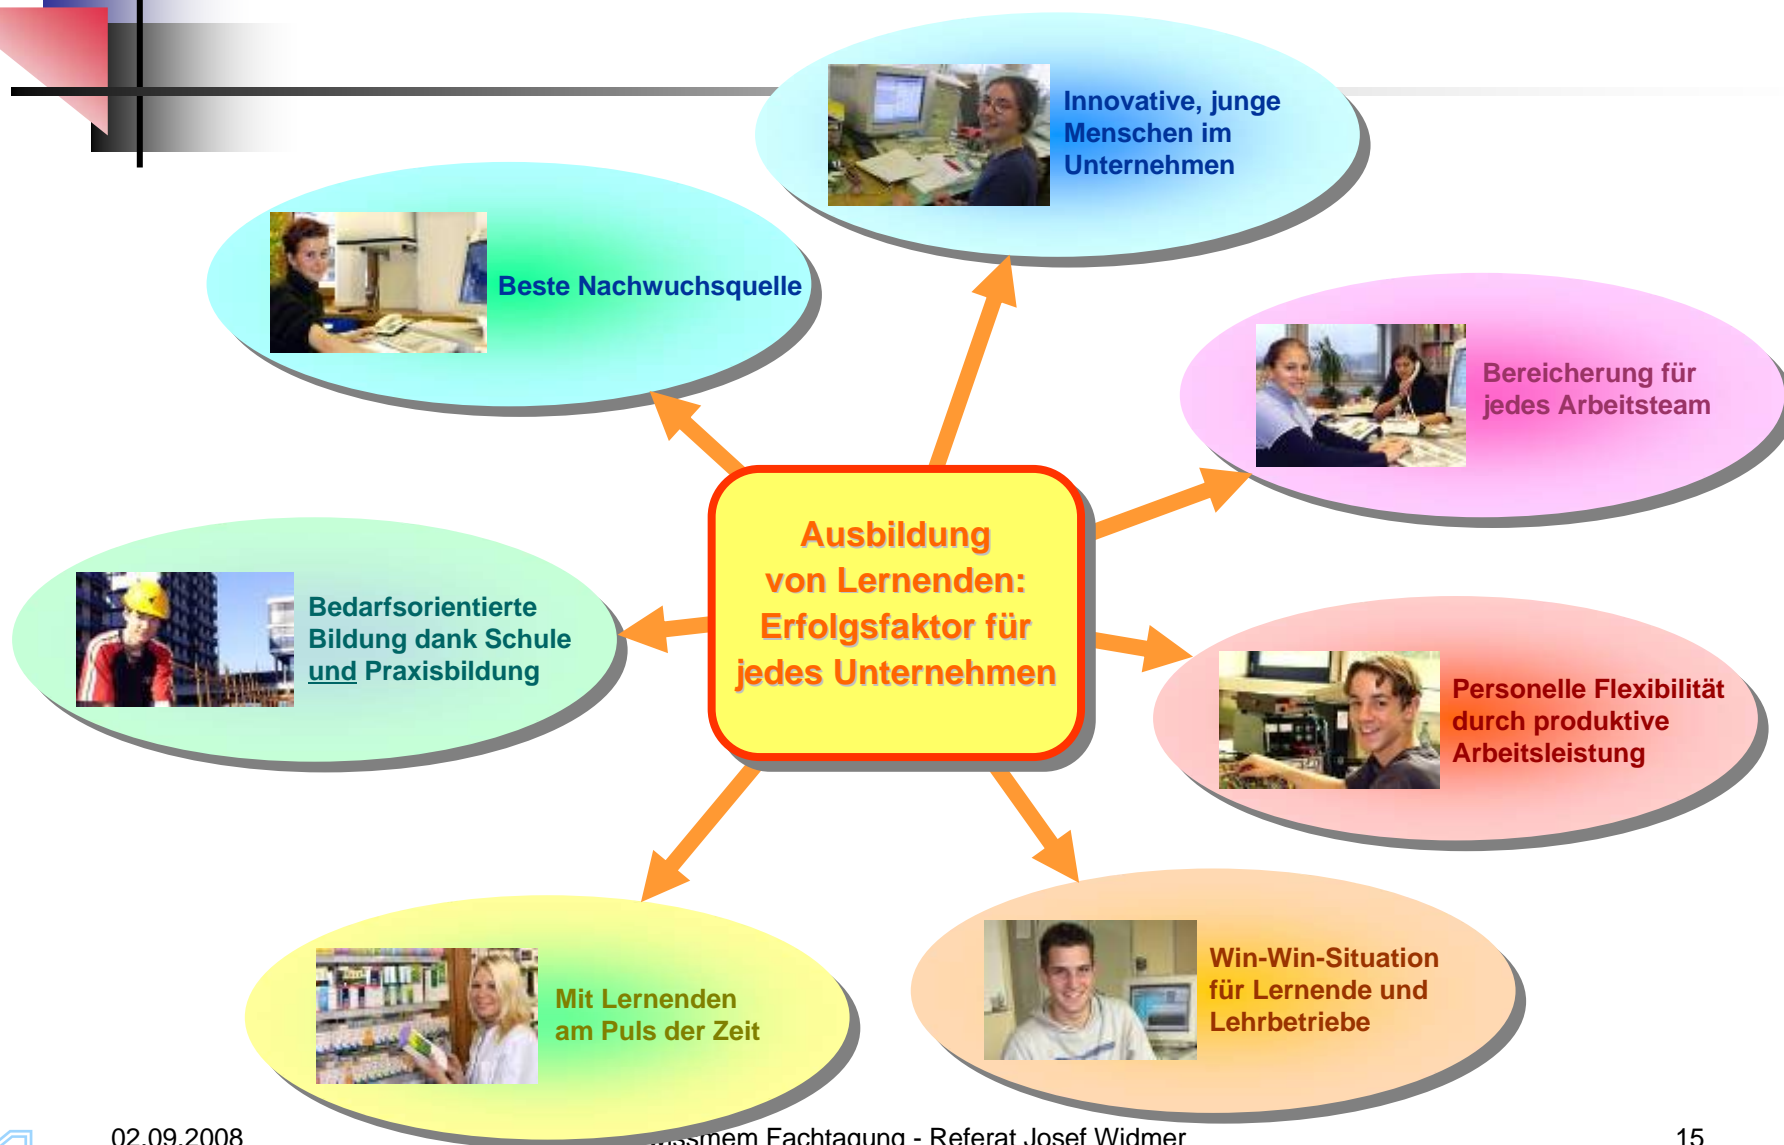 Innovative, junge
Menschen im
Unternehmen
Beste Nachwuchsquelle
Bereicherung für
jedes Arbeitsteam
Ausbildung
von Lernenden:
Erfolgsfaktor für
jedes Unternehmen
Bedarfsorientierte
Bildung dank Schule
und Praxisbildung
Personelle Flexibilität
durch produktive
Arbeitsleistung
Mit Lernenden
am Puls der Zeit
Win-Win-Situation
für Lernende und
Lehrbetriebe
02.09.2008
Fachtagung - Referat Josef Widmer
15